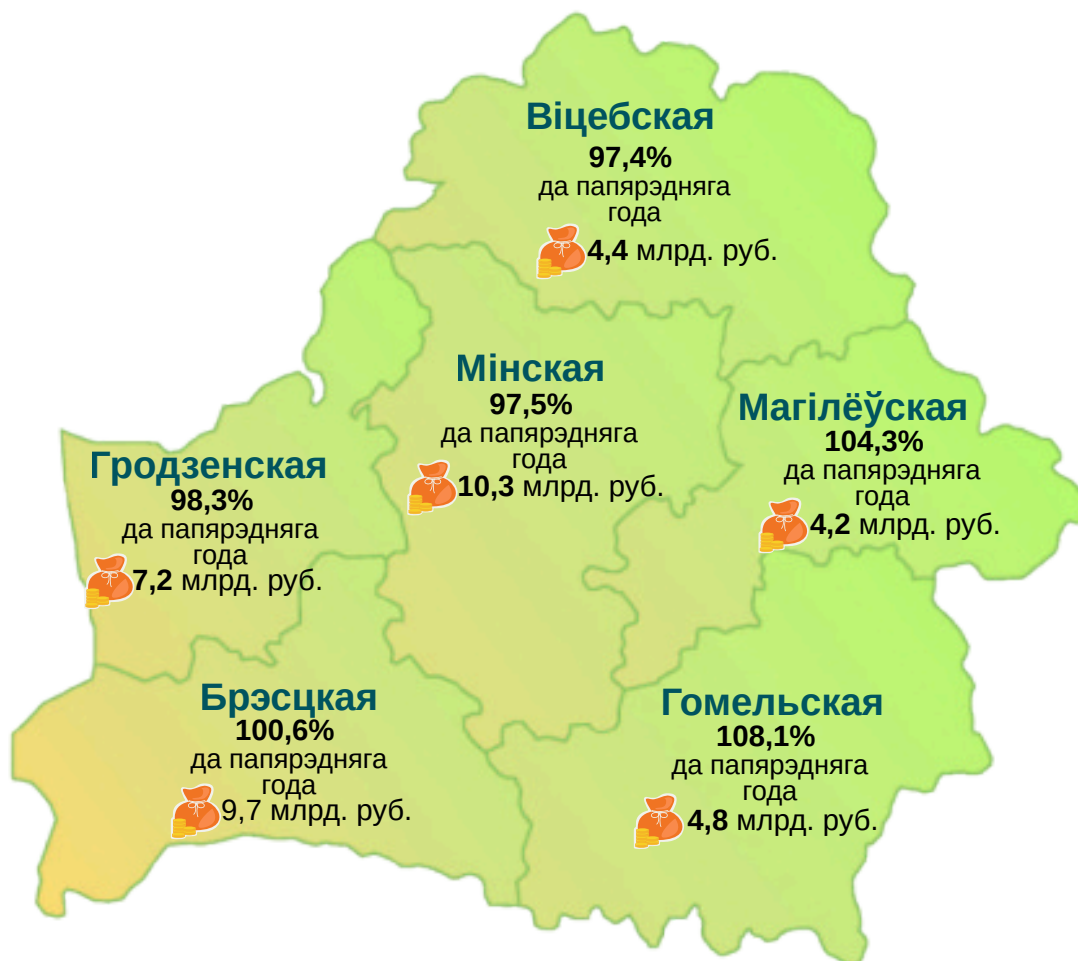 Віцебская
97,4%
да папярэдняга
года
4,4 млрд. руб.
Мінская
97,5%
да папярэдняга
года
10,3 млрд. руб.
Магілёўская
104,3%
да папярэдняга
года
4,2 млрд. руб.
Гродзенская
98,3%
да папярэдняга
года
7,2 млрд. руб.
Брэсцкая
100,6%
да папярэдняга
года
9,7 млрд. руб.
Гомельская
108,1%
да папярэдняга
года
4,8 млрд. руб.